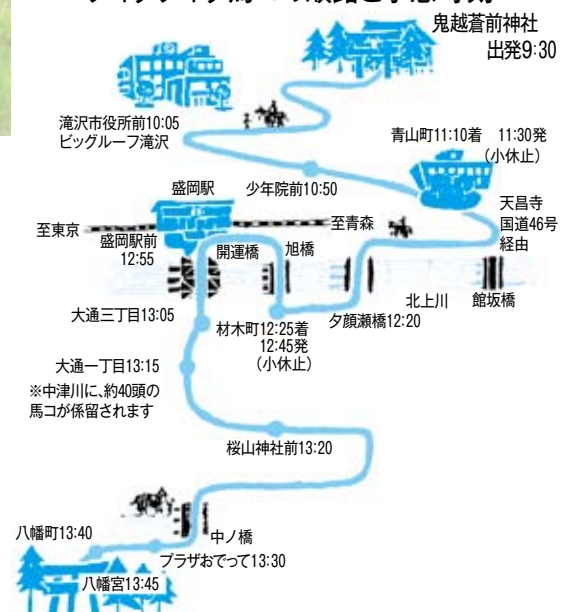 鬼越蒼前神社
出発9:30
滝沢市役所前10:05
ビッグルーフ滝沢
青山町11:10着 11:30発
(小休止)
少年院前10:50
盛岡駅
天昌寺
国道46号
経由
至東京
至青森
盛岡駅前
12:55
開運橋
旭橋
北上川
館坂橋
夕顔瀬橋12:20
大通三丁目13:05
材木町12:25着
12:45発
(小休止)
大通一丁目13:15
※中津川に、約40頭の
馬コが係留されます
桜山神社前13:20
中ノ橋
八幡町13:40
プラザおでって13:30
八幡宮13:45